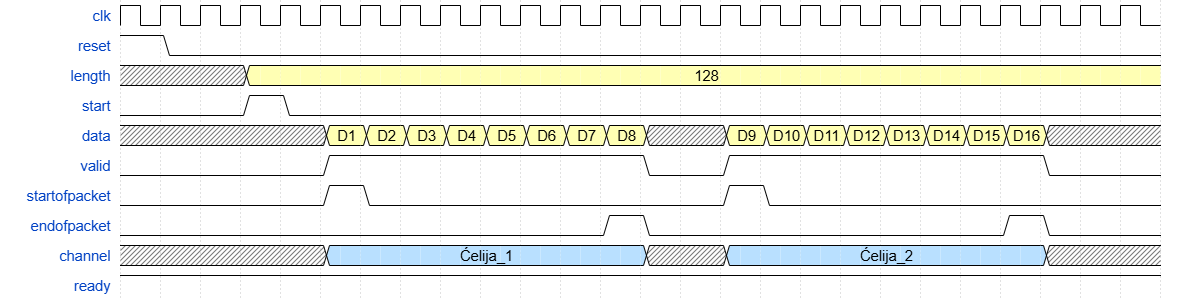 clk
reset
length 128
start
data D1 D2 D3 D4 D5 D6 D7 D8 D9 D10 D11 D12 D13 D14 D15 D16
valid
startofpacket
endofpacket
channel Ćelija_1 Ćelija_2
ready